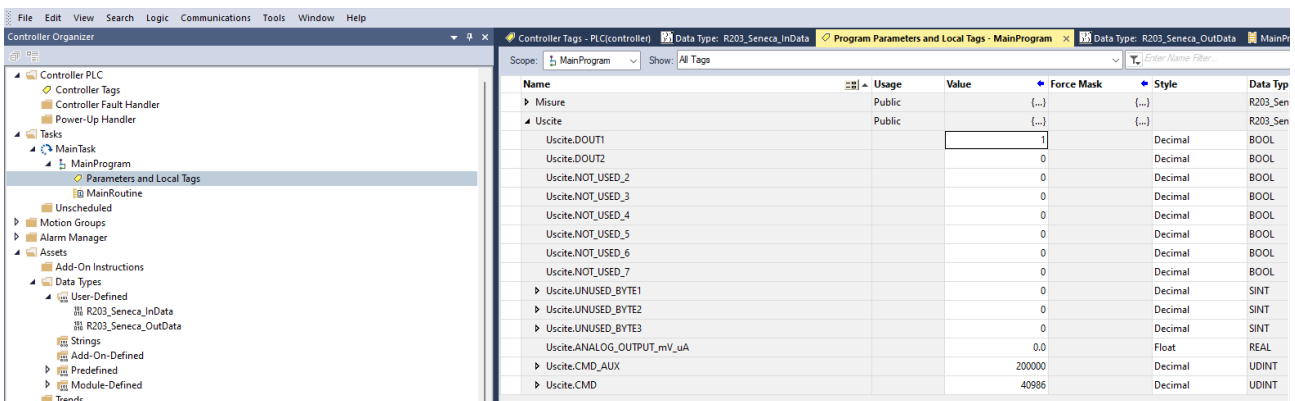 File Edit View Search Logic Communications Tools Window Help
Controller Organizer
Controller PLC
Controller Tags
Controller Fault Handler
Power-Up Handler
Tasks
MainTask
MainProgram
Parameters and Local Tags
MainRoutine
Unscheduled
Motion Groups
Alarm Manager
Assets
Add-On Instructions
Data Types
User-Defined
R203_Seneca_InData
R203_Seneca_OutData
Strings
Add-On-Defined
Predefined
Module-Defined
Trends
Controller Tags - PLC(controller) Data Type: R203_Seneca_InData Program Parameters and Local Tags - MainProgram Data Type: R203_Seneca_OutData MainPr
Scope: MainProgram Show: All Tags Enter Name Filter...
Name Usage Value Force Mask Style Data Typ
Misure Public {...} {...} R203_Sen
Uscite Public {...} {...} R203_Sen
Uscite.DOUT1 1 Decimal BOOL
Uscite.DOUT2 0 Decimal BOOL
Uscite.NOT_USED_2 0 Decimal BOOL
Uscite.NOT_USED_3 0 Decimal BOOL
Uscite.NOT_USED_4 0 Decimal BOOL
Uscite.NOT_USED_5 0 Decimal BOOL
Uscite.NOT_USED_6 0 Decimal BOOL
Uscite.NOT_USED_7 0 Decimal BOOL
Uscite.UNUSED_BYTE1 0 Decimal SINT
Uscite.UNUSED_BYTE2 0 Decimal SINT
Uscite.UNUSED_BYTE3 0 Decimal SINT
Uscite.ANALOG_OUTPUT_mV_uA 0.0 Float REAL
Uscite.CMD_AUX 200000 Decimal UDINT
Uscite.CMD 40986 Decimal UDINT